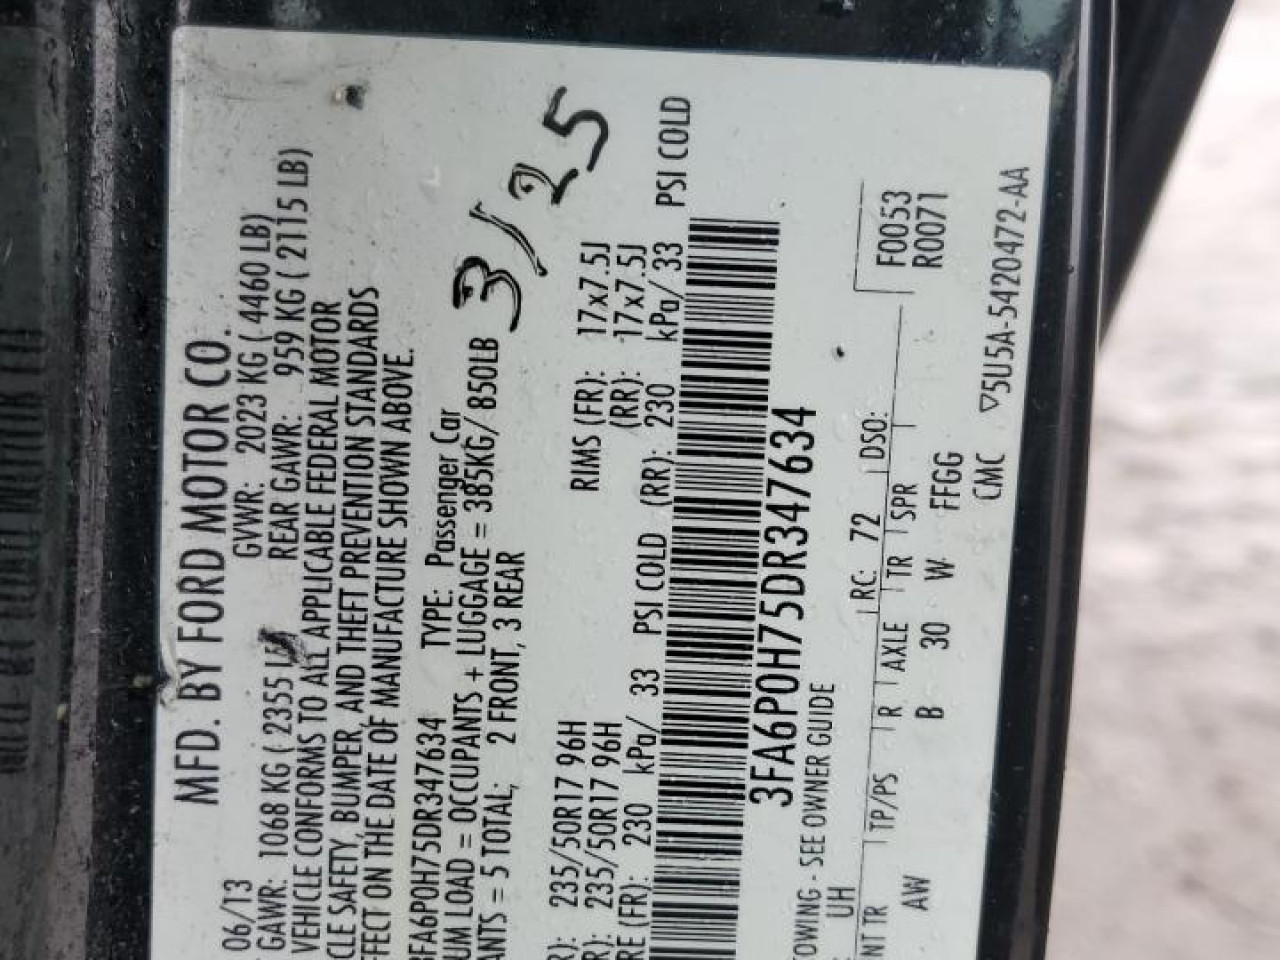 MFD. BY FORD MOTOR CO.
06/13 GVWR: 2023 KG ( 4460 LB)
GAWR: 1068 KG ( 2355 REAR GAWR: 959 KG ( 2115 LB)
VEHICLE CONFORMS TO ALL APPLICABLE FEDERAL MOTOR
CLE SAFETY, BUMPER, AND THEFT PREVENTION STANDARDS
FFECT ON THE DATE OF MANUFACTURE SHOWN ABOVE.
3FA6P0H75DR347634 TYPE: Passenger Car
UM LOAD = OCCUPANTS + LUGGAGE = 385KG/ 850LB
ANTS = 5 TOTAL; 2 FRONT, 3 REAR
3/25
R): 235/50R17 96H RIMS (FR): 17x7.5J
R): 235/50R17 96H (RR): 17x7.5J
RE (FR): 230 kPa/ 33 PSI COLD (RR): 230 kPa/ 33 PSI COLD
3FA6P0H75DR347634
OWING - SEE OWNER GUIDE
UH RC: 72 DSO: F0053
R0071
NT TR TP/PS R AXLE TR SPR
AW B 30 W FFGG
CMC ▽5U5A-5420472-AA